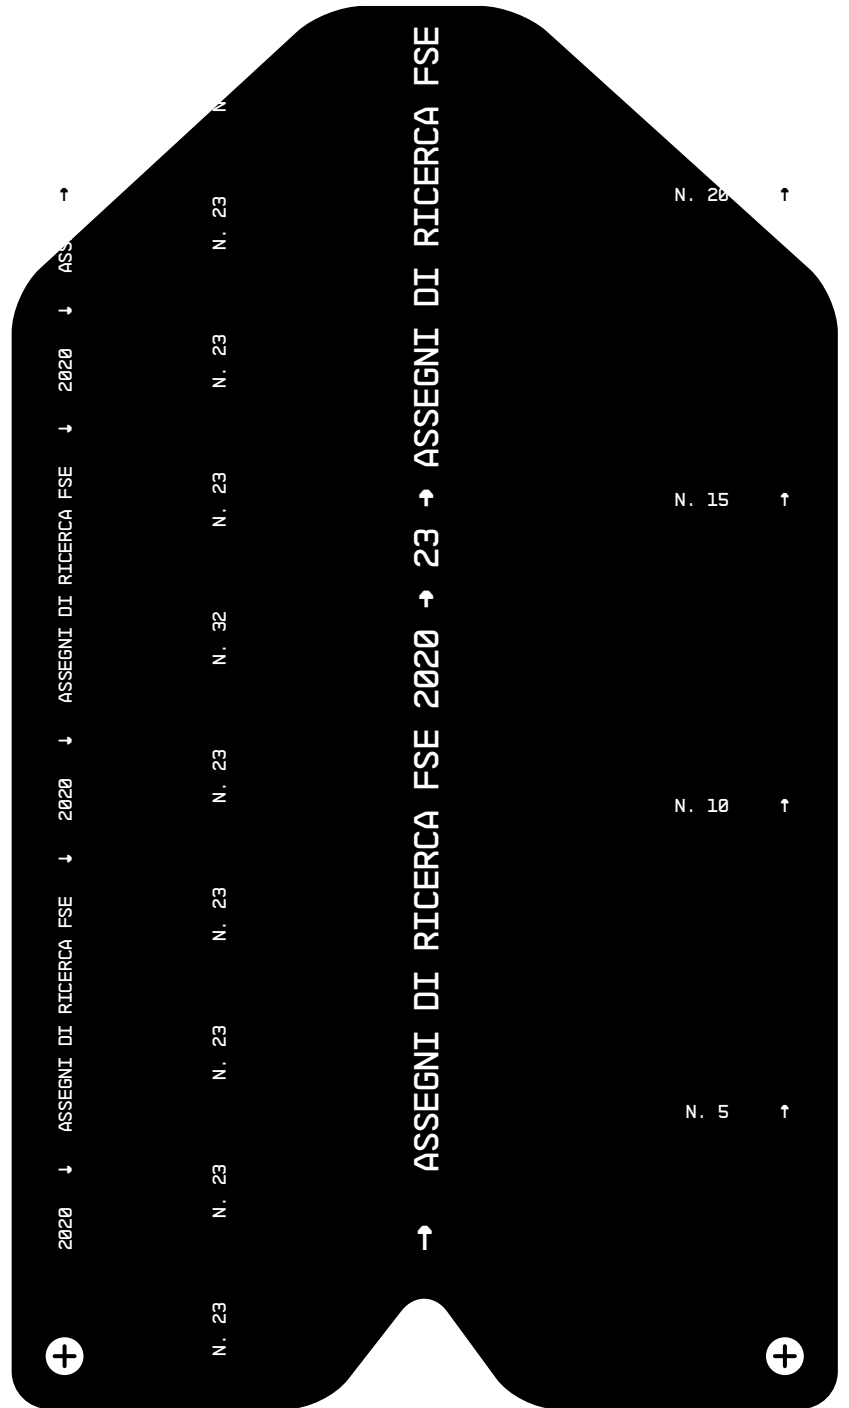 2020 → ASSEGNI DI RICERCA FSE → 2020 → ASSEGNI DI RICERCA FSE → 2020 → ASS →
N. 23
N. 23
N. 23
N. 23
N. 23
N. 32
N. 23
N. 23
N. 23
N
↑ ASSEGNI DI RICERCA FSE 2020 ↑ 23 ↑ ASSEGNI DI RICERCA FSE
N. 20 ↑
N. 15 ↑
N. 10 ↑
N. 5 ↑